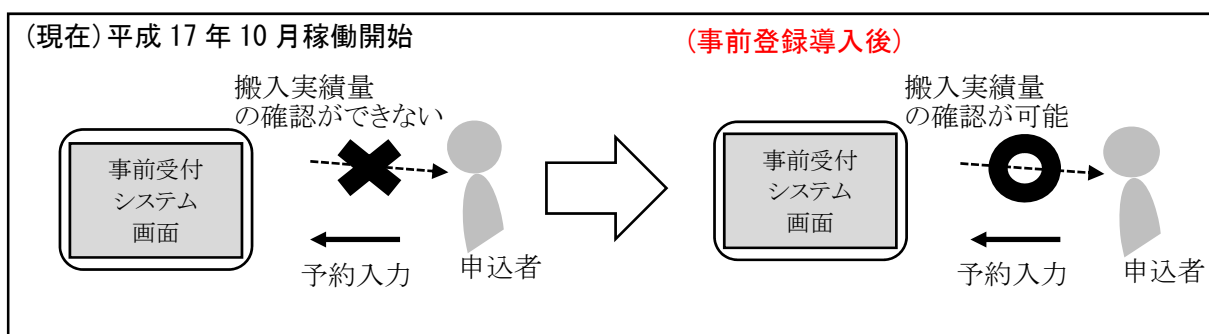 (現在)平成 17 年 10 月稼働開始
搬入実績量
の確認ができない
事前受付
システム
画面
予約入力
申込者
(事前登録導入後)
搬入実績量
の確認が可能
事前受付
システム
画面
予約入力
申込者